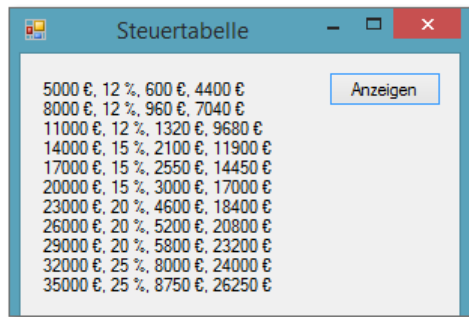 Steuertabelle
Anzeigen
5000 €, 12 %, 600 €, 4400 €
8000 €, 12 %, 960 €, 7040 €
11000 €, 12 %, 1320 €, 9680 €
14000 €, 15 %, 2100 €, 11900 €
17000 €, 15 %, 2550 €, 14450 €
20000 €, 15 %, 3000 €, 17000 €
23000 €, 20 %, 4600 €, 18400 €
26000 €, 20 %, 5200 €, 20800 €
29000 €, 20 %, 5800 €, 23200 €
32000 €, 25 %, 8000 €, 24000 €
35000 €, 25 %, 8750 €, 26250 €